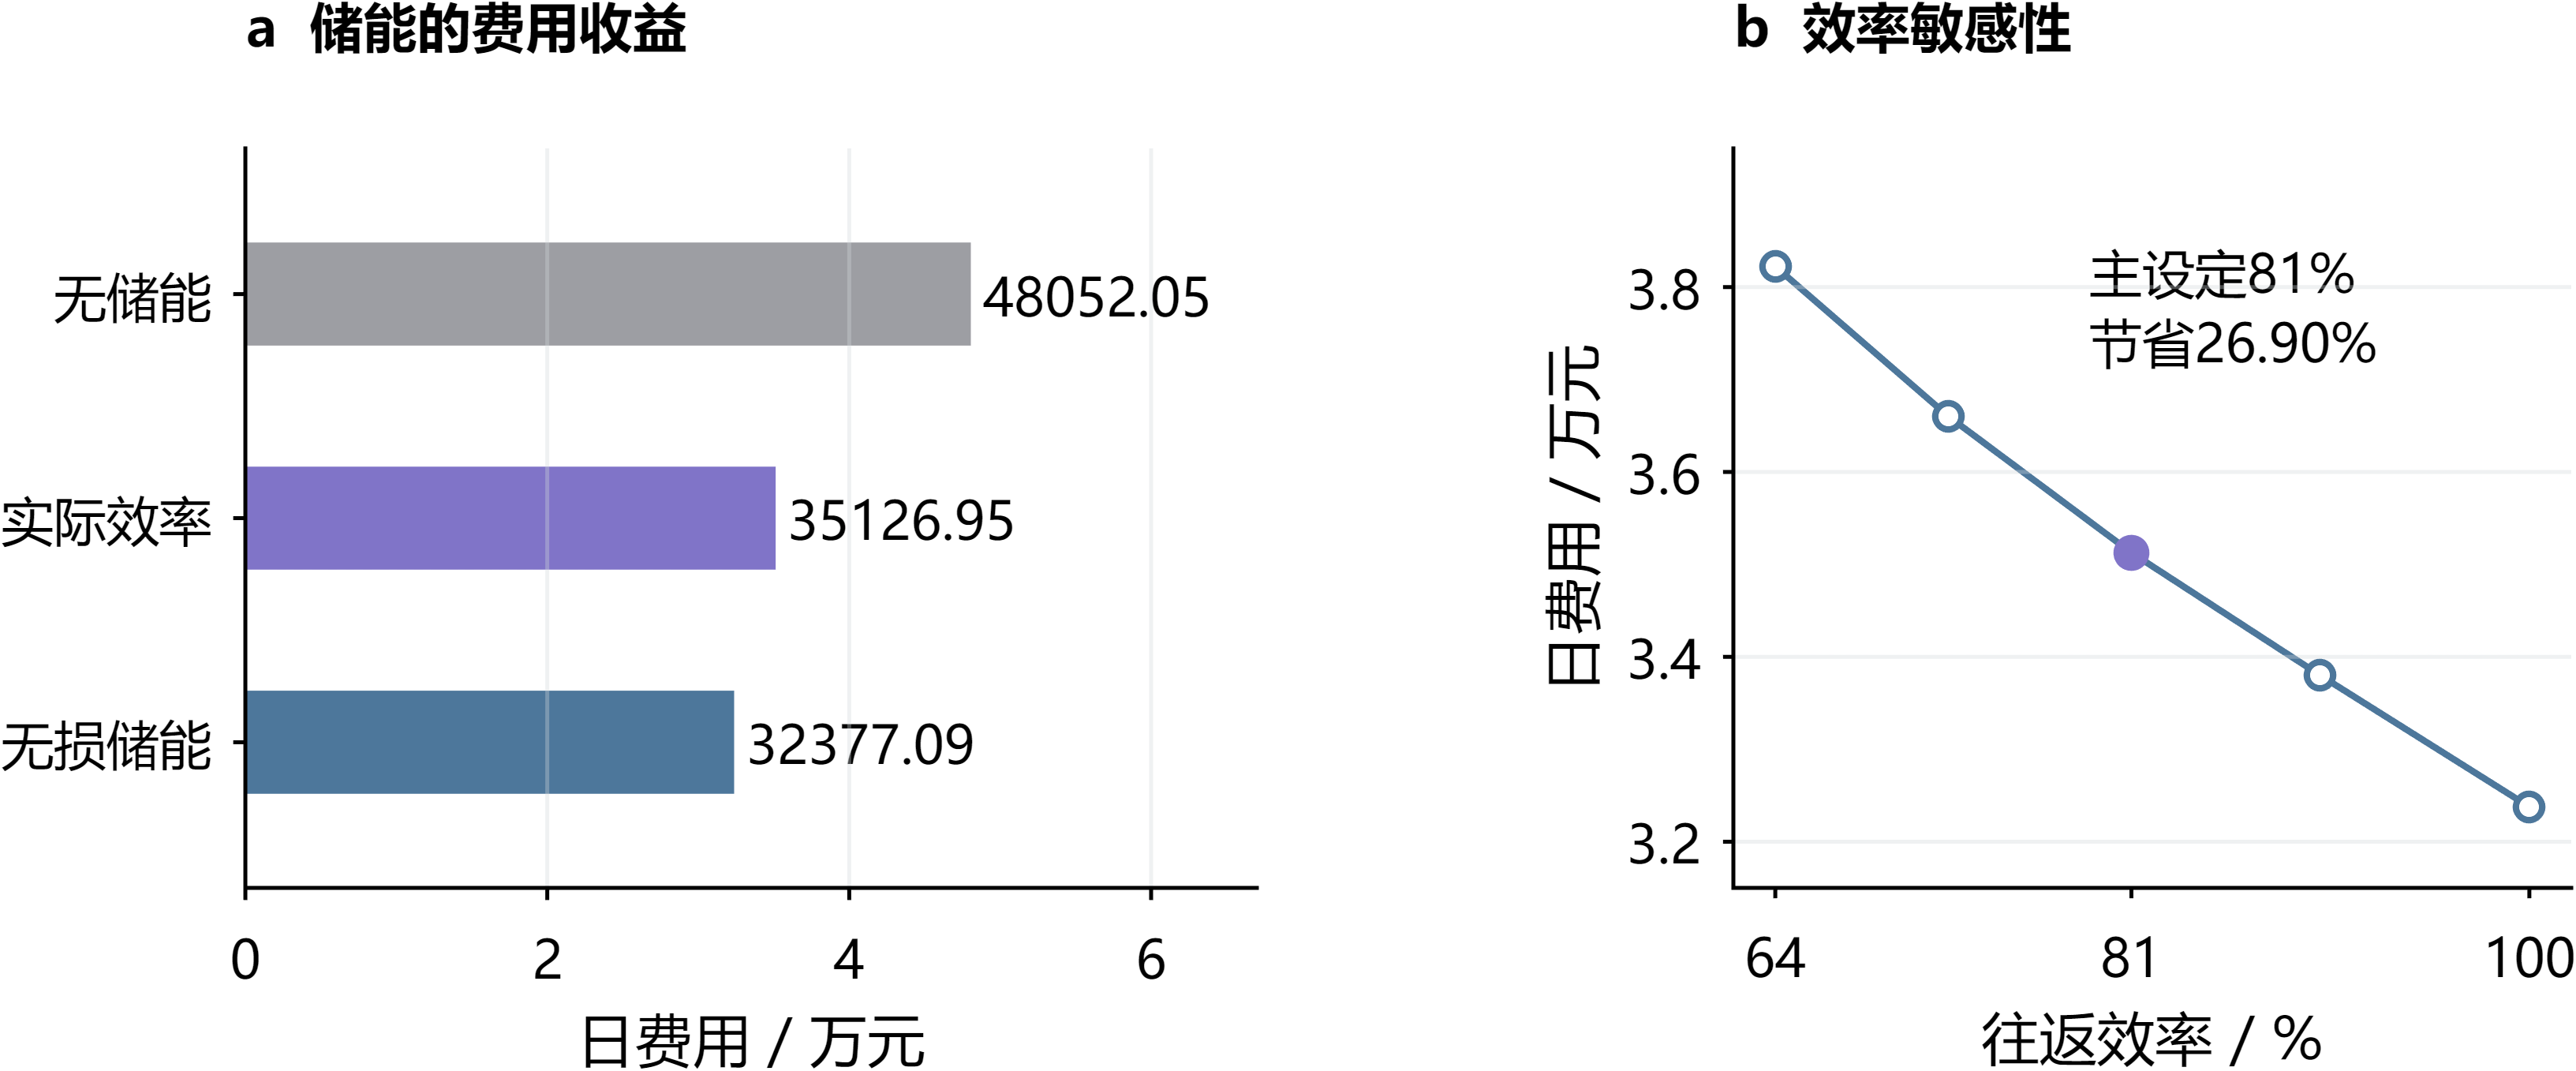 a 储能的费用收益
无储能
48052.05
实际效率
35126.95
无损储能
32377.09
0 2 4 6
日费用 / 万元
b 效率敏感性
主设定81%
节省26.90%
日费用 / 万元
3.8
3.6
3.4
3.2
64 81 100
往返效率 / %